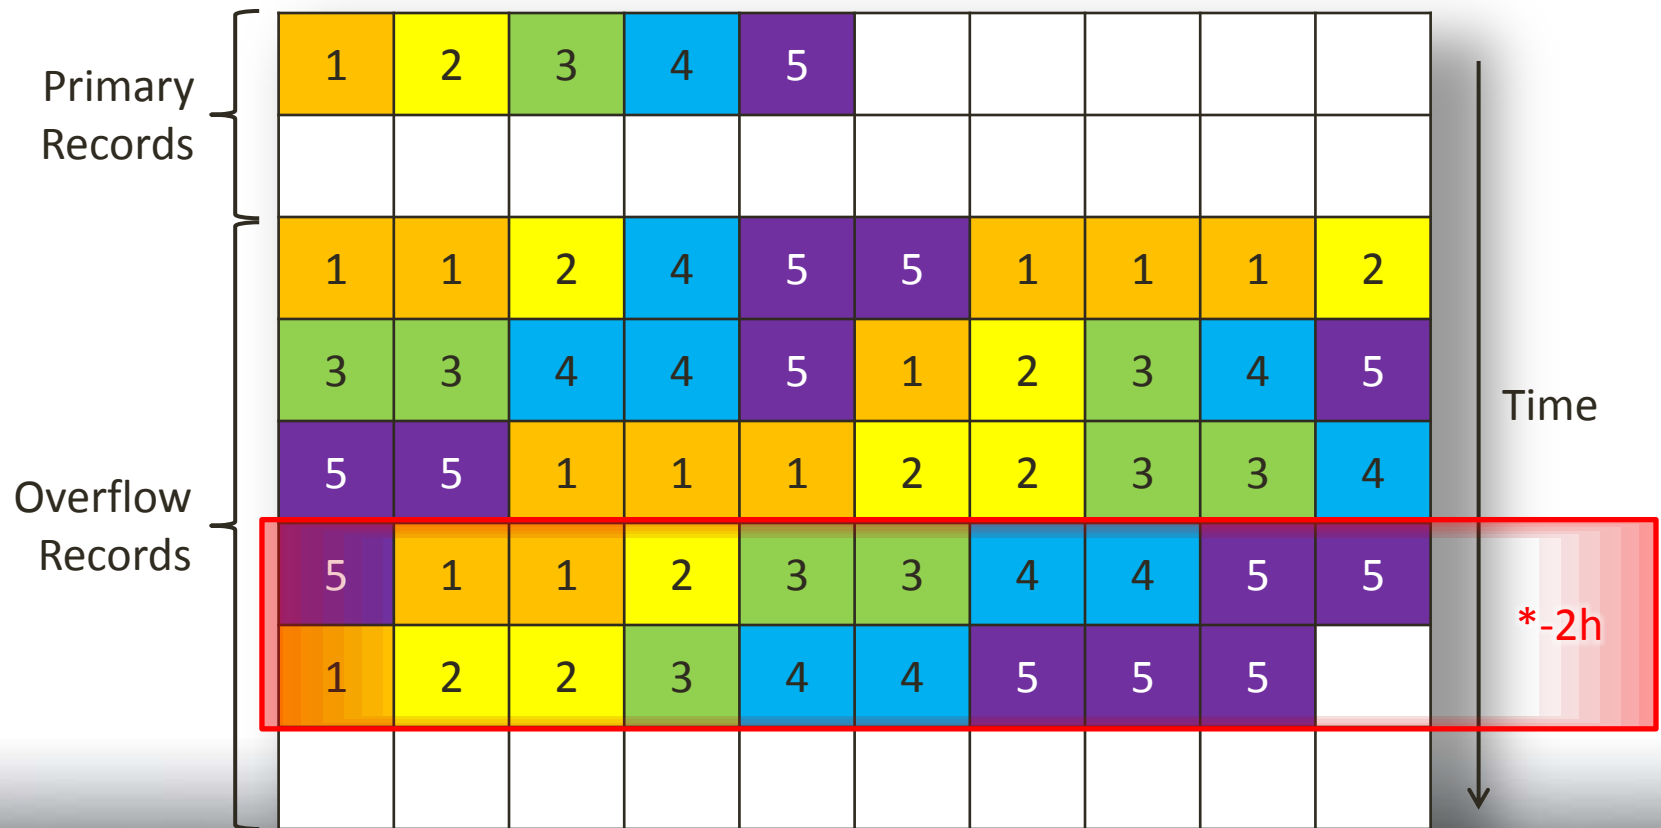 Primary
Records
1 2 3 4 5
1 1 2 4 5 5 1 1 1 2
3 3 4 4 5 1 2 3 4 5
Time
5 5 1 1 1 2 2 3 3 4
Overflow
Records
5 1 1 2 3 3 4 4 5 5
*-2h
1 2 2 3 4 4 5 5 5